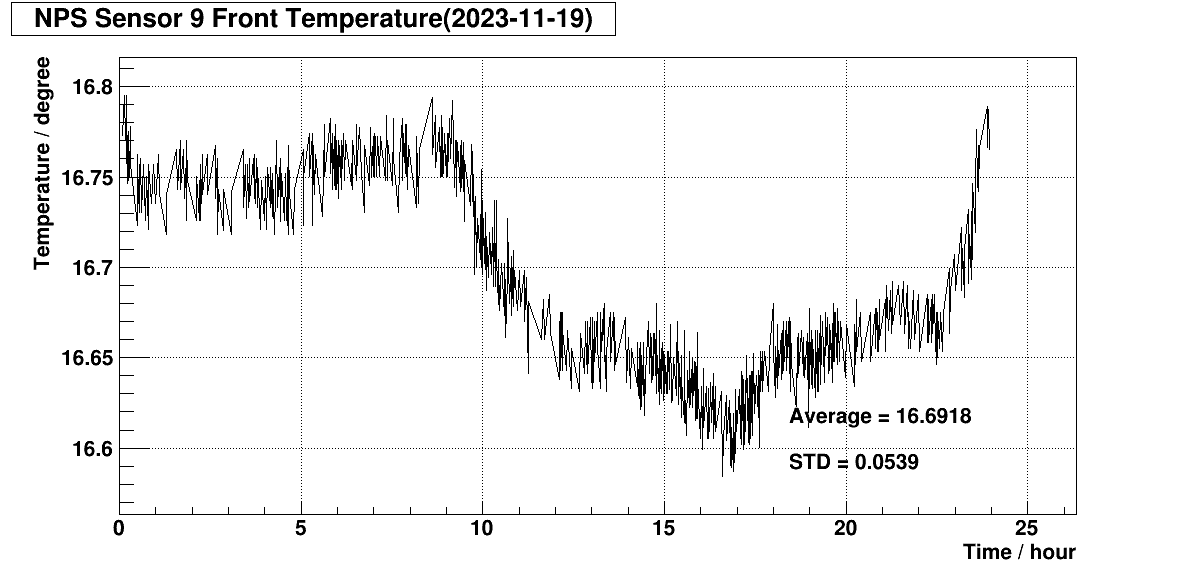 NPS Sensor 9 Front Temperature(2023-11-19)
Temperature / degree
16.8
16.75
16.7
16.65
16.6
Average = 16.6918
STD = 0.0539
0 5 10 15 20 25
Time / hour